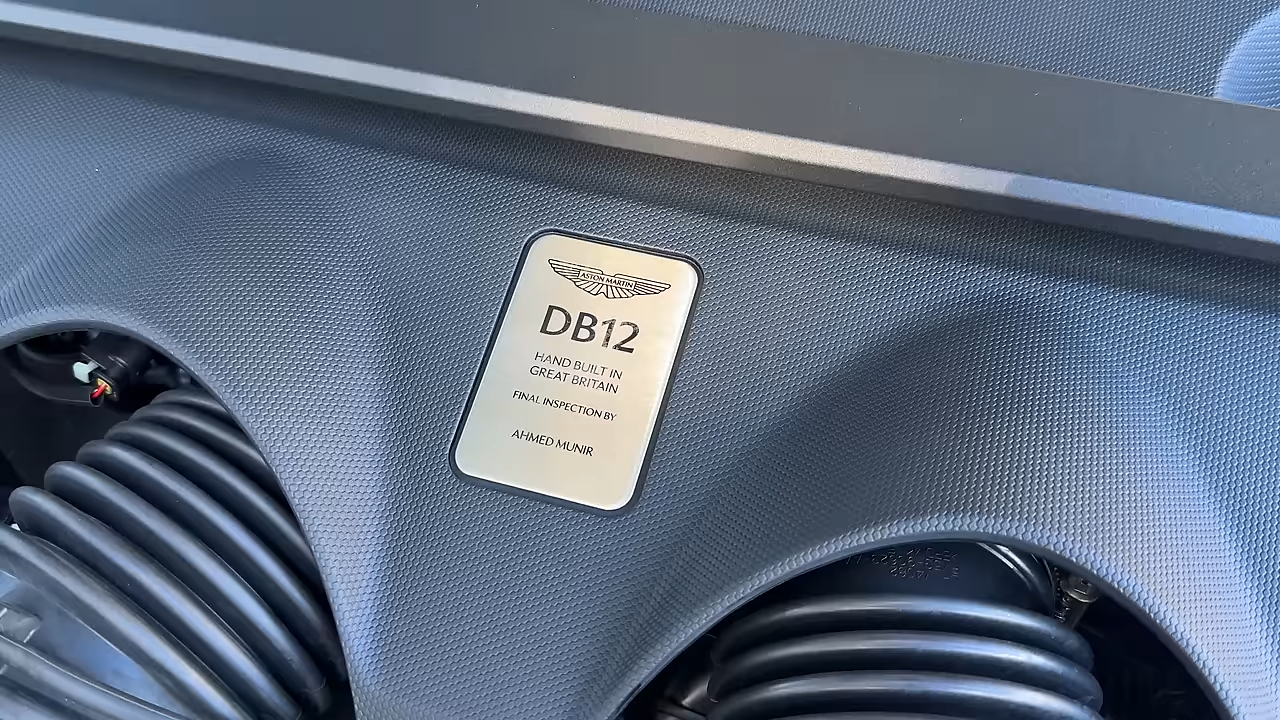 ASTON MARTIN
DB12
HAND BUILT IN
GREAT BRITAIN
FINAL INSPECTION BY
AHMED MUNIR